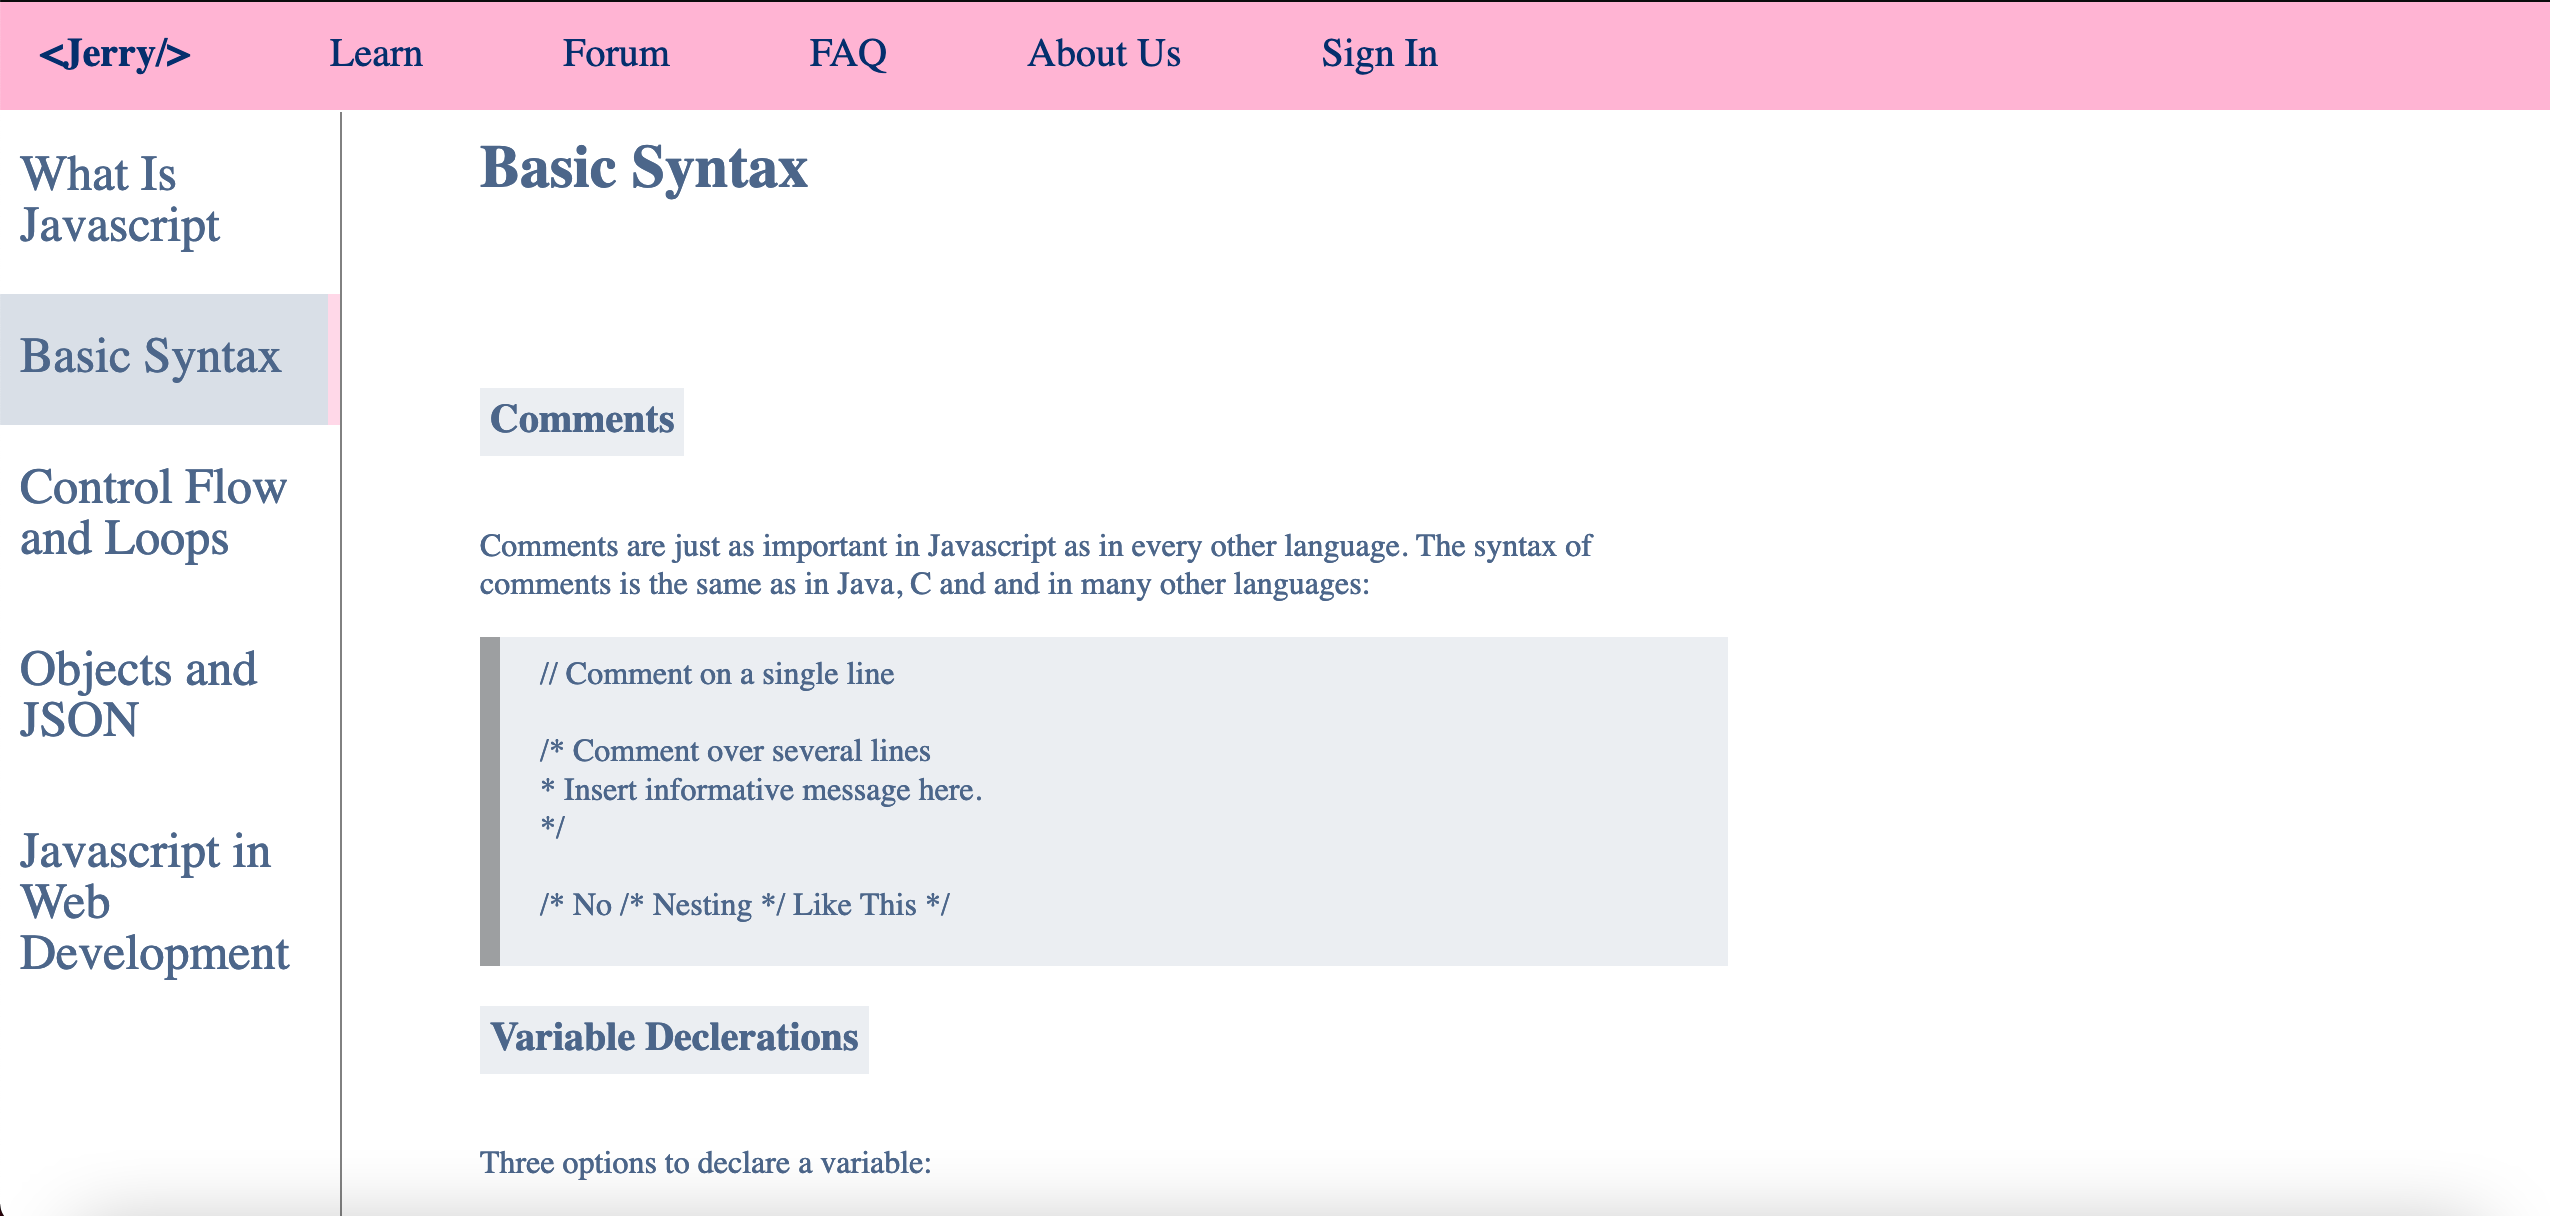 <Jerry/> Learn Forum FAQ About Us Sign In
What Is
Javascript
Basic Syntax
Control Flow
and Loops
Objects and
JSON
Javascript in
Web
Development
Basic Syntax
Comments
Comments are just as important in Javascript as in every other language. The syntax of
comments is the same as in Java, C and and in many other languages:
// Comment on a single line
/* Comment over several lines
* Insert informative message here.
*/
/* No /* Nesting */ Like This */
Variable Declerations
Three options to declare a variable: